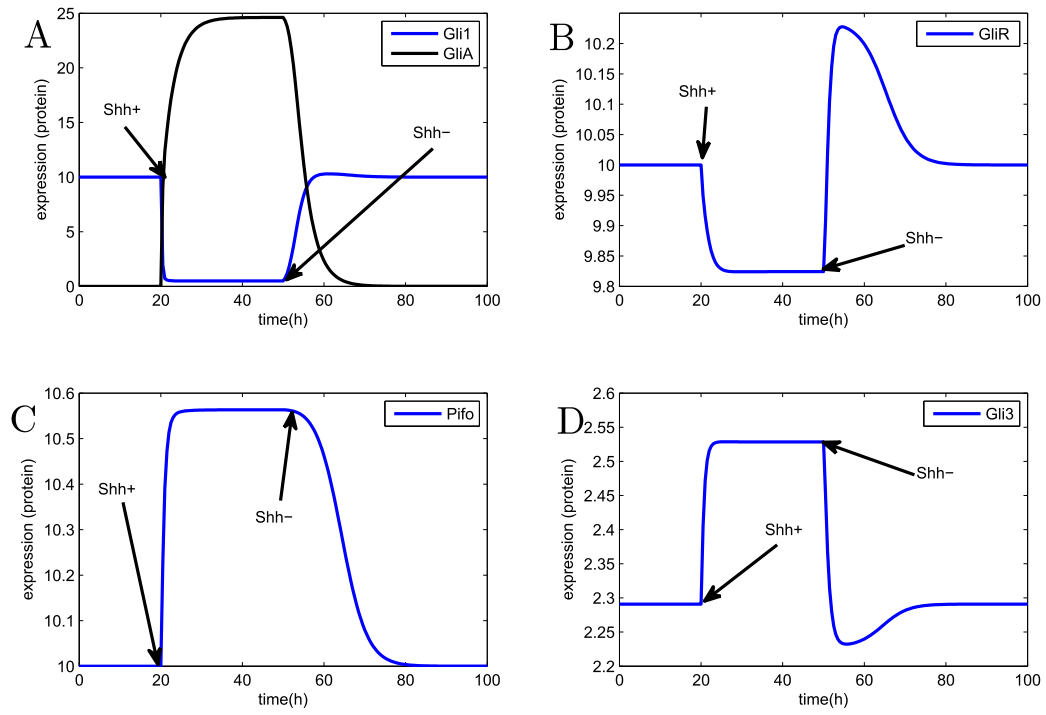 A
25
20
15
10
5
0
0 20 40 60 80 100
expression (protein)
time(h)
Gli1
GliA
Shh+
Shh−
B
10.2
10.15
10.1
10.05
10
9.95
9.9
9.85
9.8
0 20 40 60 80 100
expression (protein)
time(h)
GliR
Shh+
Shh−
C
10.6
10.5
10.4
10.3
10.2
10.1
10
0 20 40 60 80 100
expression (protein)
time(h)
Pifo
Shh+
Shh−
D
2.6
2.55
2.5
2.45
2.4
2.35
2.3
2.25
2.2
0 20 40 60 80 100
expression (protein)
time(h)
Gli3
Shh−
Shh+